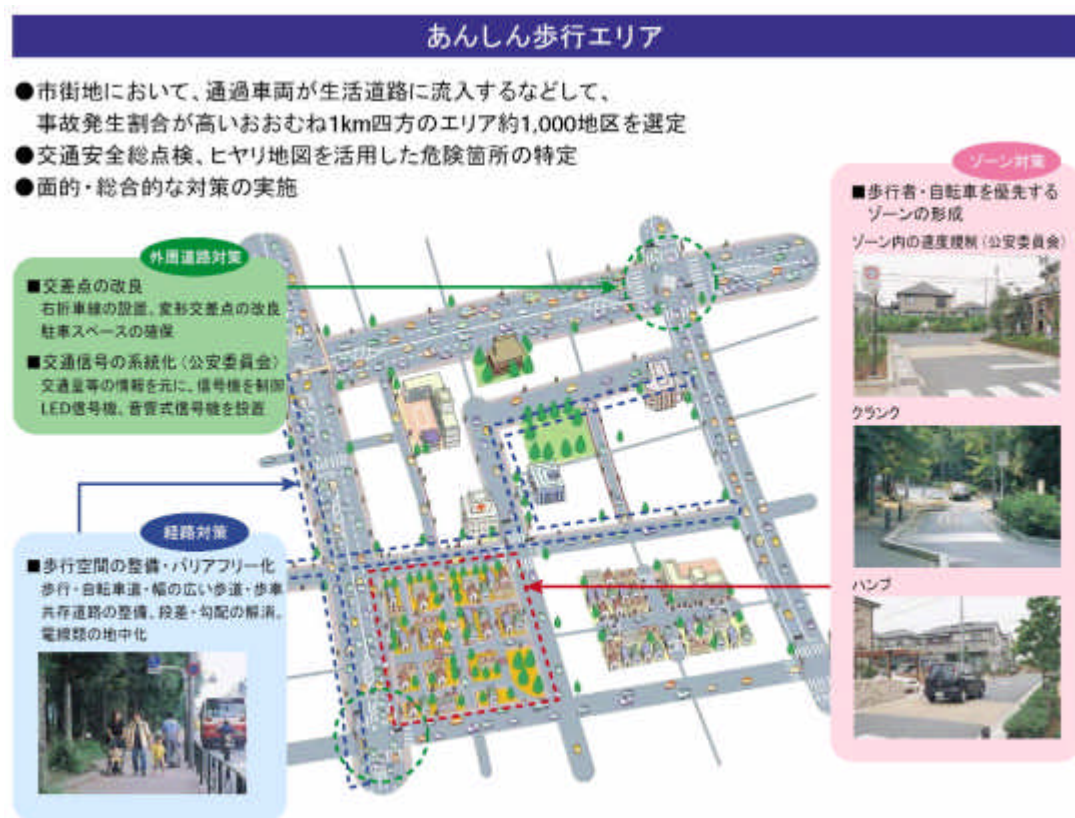 あんしん歩行エリア
●市街地において、通過車両が生活道路に流入するなどして、
事故発生割合が高いおおむね1km四方のエリア約1,000地区を選定
●交通安全総点検、ヒヤリ地図を活用した危険箇所の特定
●面的・総合的な対策の実施
外周道路対策
■交差点の改良
右折車線の設置、変形交差点の改良
駐車スペースの確保
■交通信号の系統化（公安委員会）
交通量等の情報を元に、信号機を制御
LED信号機、音響式信号機を設置
経路対策
■歩行空間の整備・バリアフリー化
歩行・自転車道・幅の広い歩道・歩車
共存道路の整備、段差・勾配の解消、
電線類の地中化
ゾーン対策
■歩行者・自転車を優先する
ゾーンの形成
ゾーン内の速度規制（公安委員会）
クランク
ハンプ